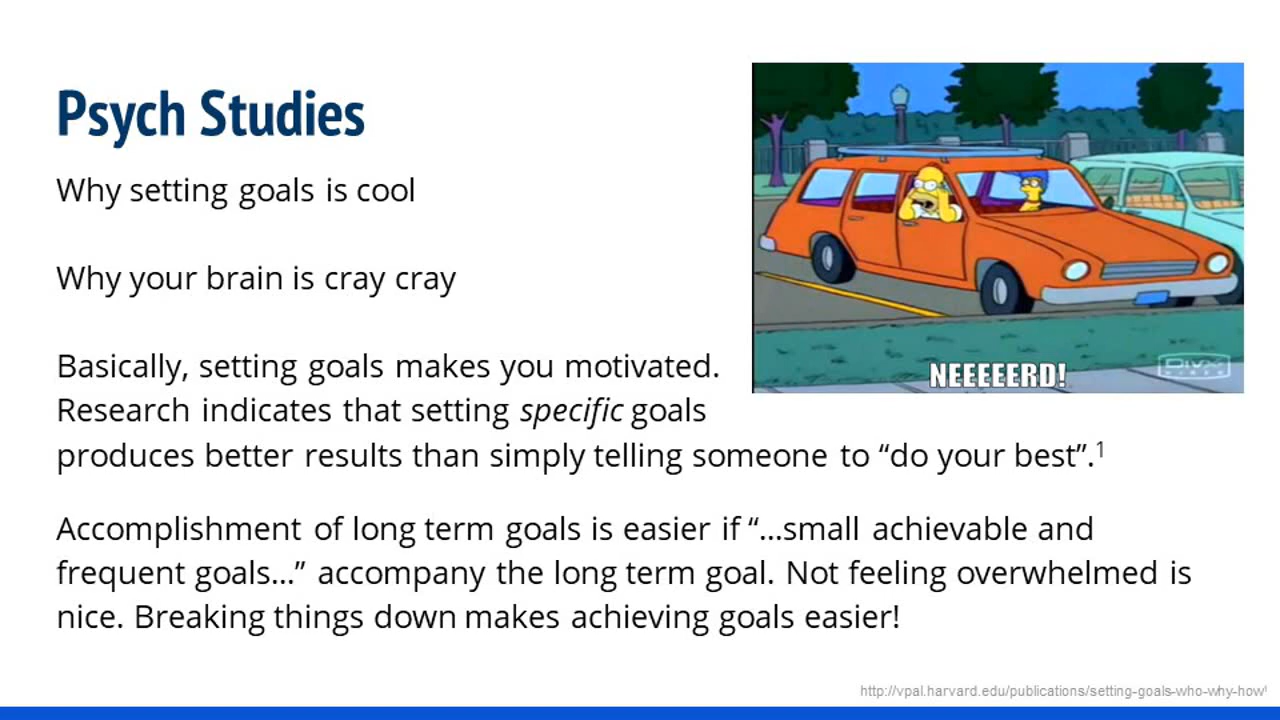 Psych Studies
Why setting goals is cool
Why your brain is cray cray
Basically, setting goals makes you motivated.
Research indicates that setting specific goals
produces better results than simply telling someone to “do your best”.1
Accomplishment of long term goals is easier if “...small achievable and
frequent goals...” accompany the long term goal. Not feeling overwhelmed is
nice. Breaking things down makes achieving goals easier!
NEEEEERD!
DivX
http://vpal.harvard.edu/publications/setting-goals-who-why-how1